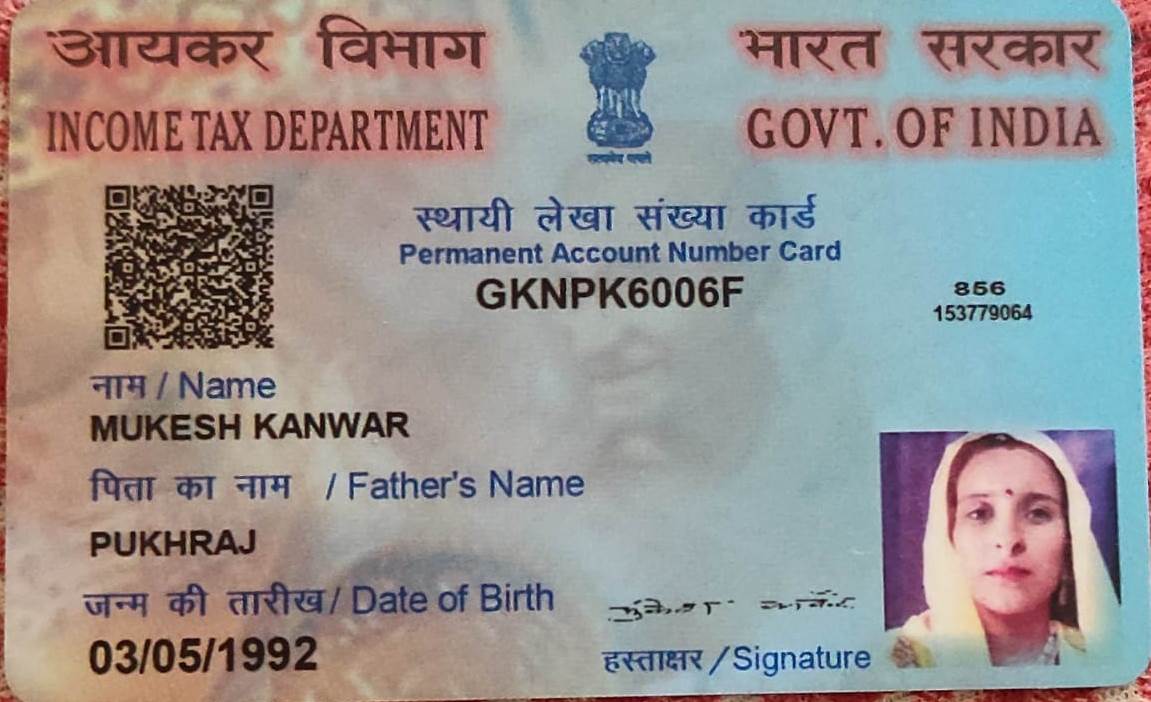 आयकर विभाग
भारत सरकार
INCOME TAX DEPARTMENT
GOVT. OF INDIA
सत्यमेव जयते
स्थायी लेखा संख्या कार्ड
Permanent Account Number Card
GKNPK6006F
856
153779064
नाम / Name
MUKESH KANWAR
पिता का नाम / Father's Name
PUKHRAJ
जन्म की तारीख / Date of Birth
03/05/1992
हस्ताक्षर / Signature